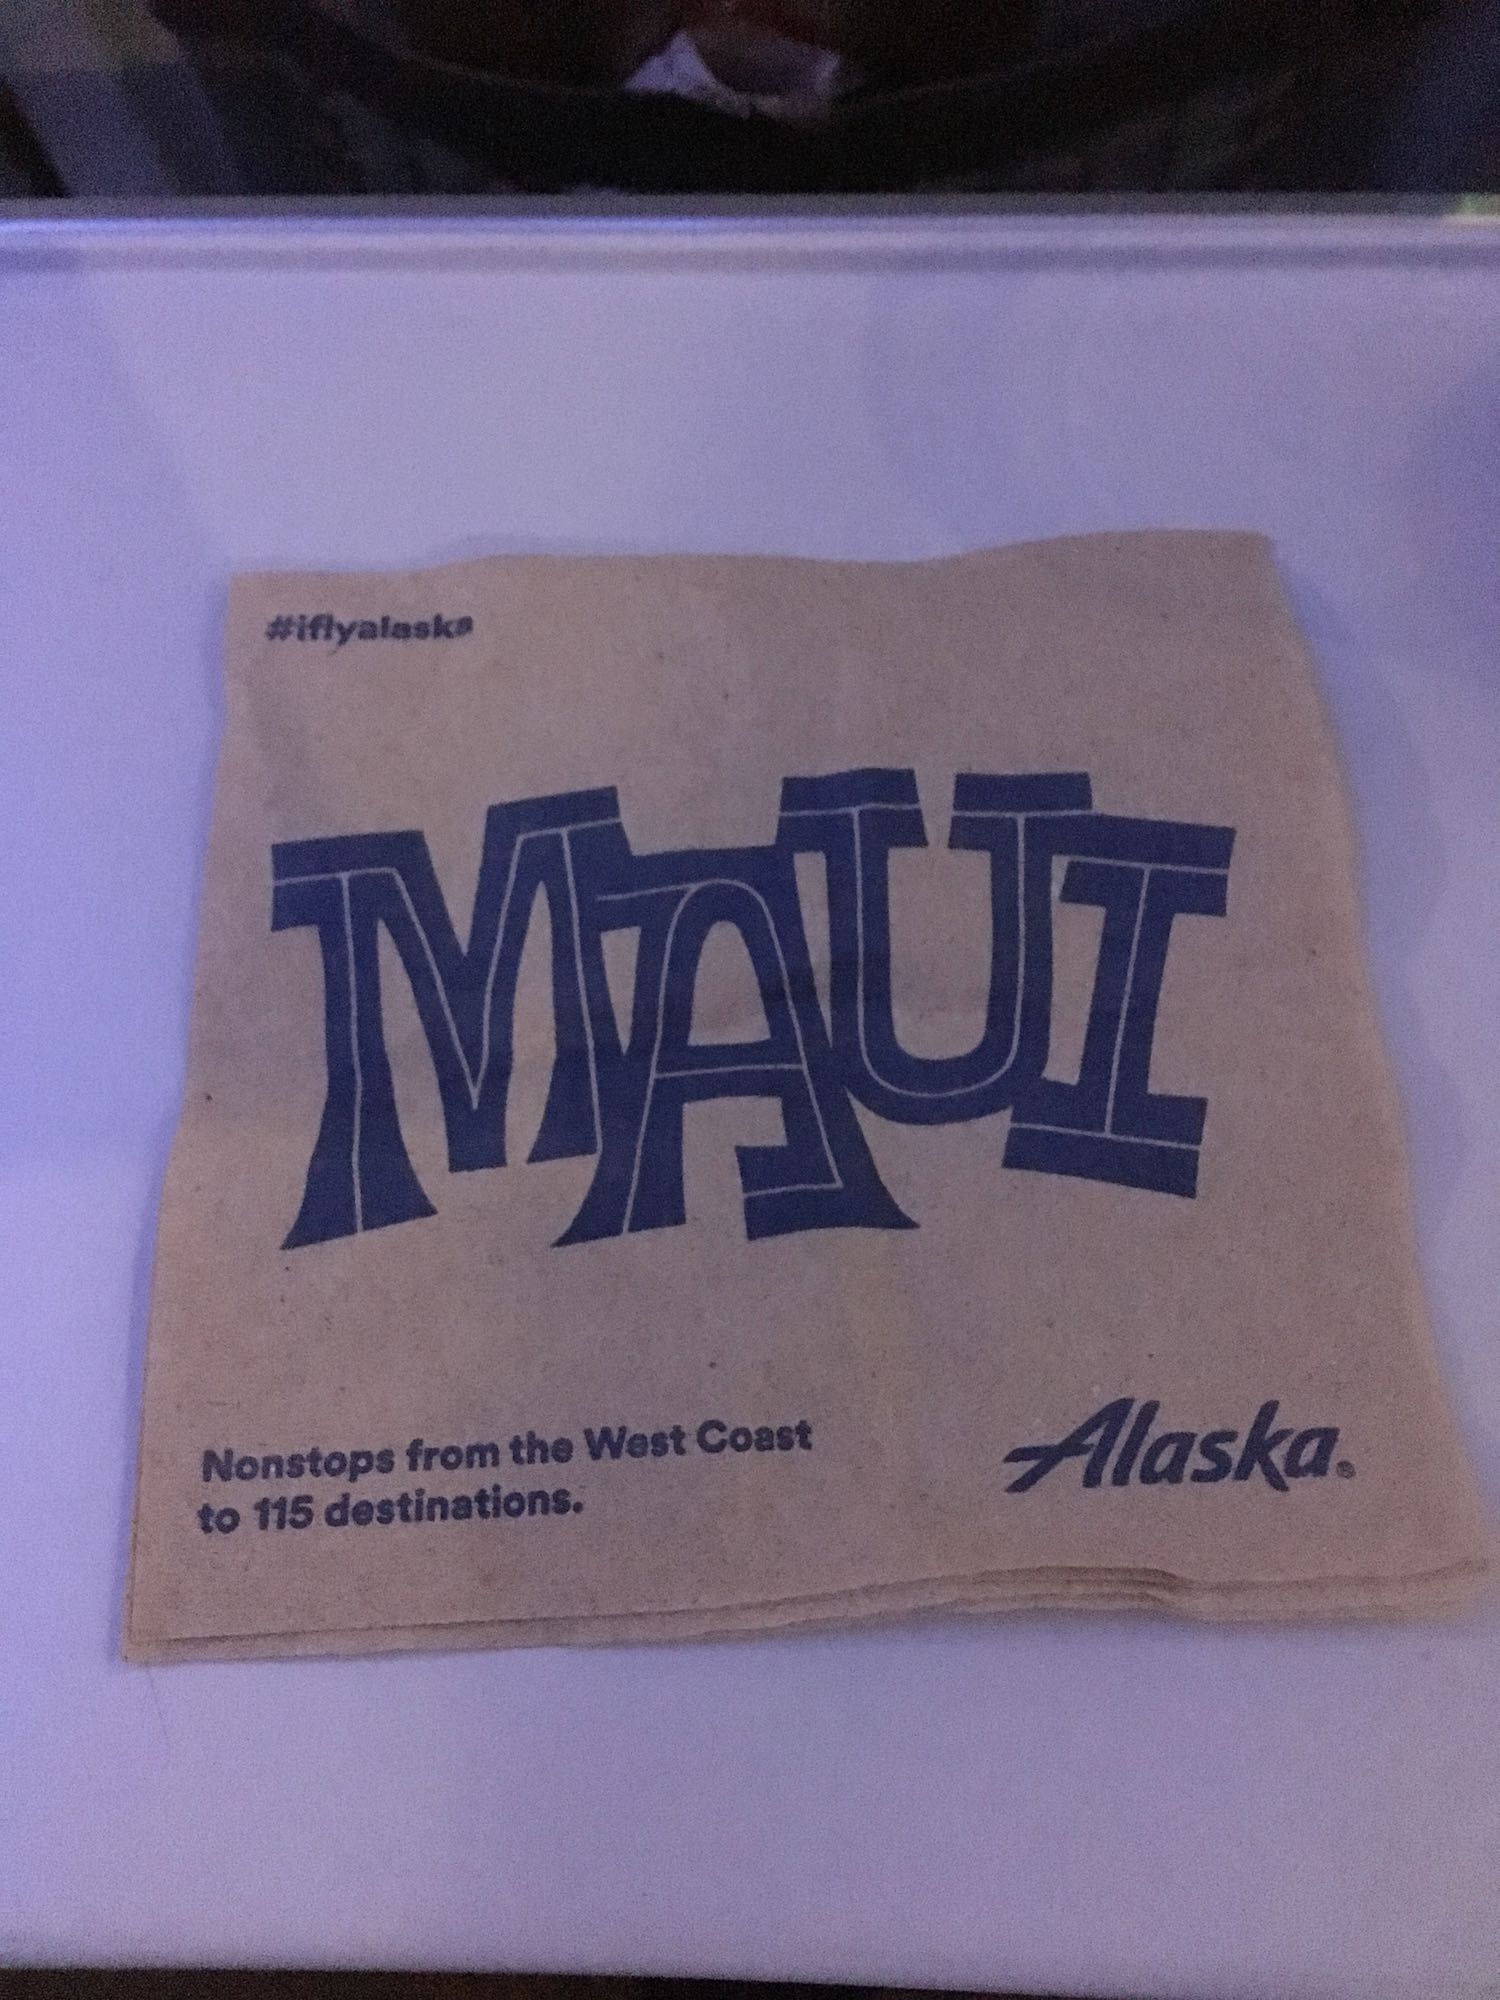 #iflyalaska
MAUI
Nonstops from the West Coast
to 115 destinations.
Alaska®